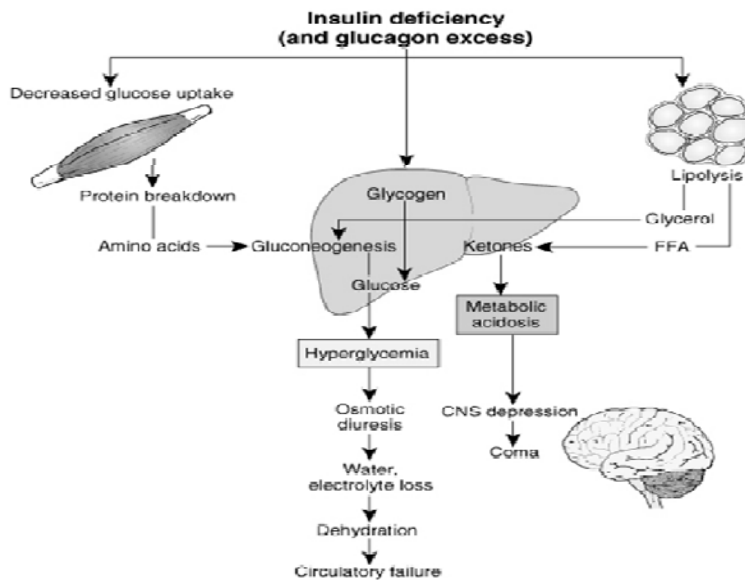 Insulin deficiency
(and glucagon excess)
Decreased glucose uptake
Lipolysis
Protein breakdown
Glycogen
Glycerol
Amino acids
Gluconeogenesis
Ketones
FFA
Glucose
Metabolic
acidosis
Hyperglycemia
Osmotic
diuresis
CNS depression
Coma
Water,
electrolyte loss
Dehydration
Circulatory failure